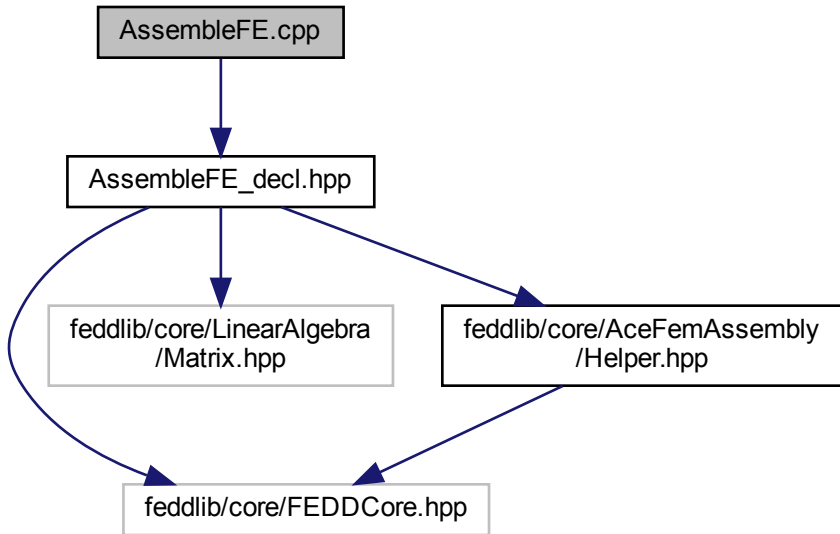 AssembleFE.cpp
AssembleFE_decl.hpp
feddlib/core/LinearAlgebra
/Matrix.hpp
feddlib/core/AceFemAssembly
/Helper.hpp
feddlib/core/FEDDCore.hpp